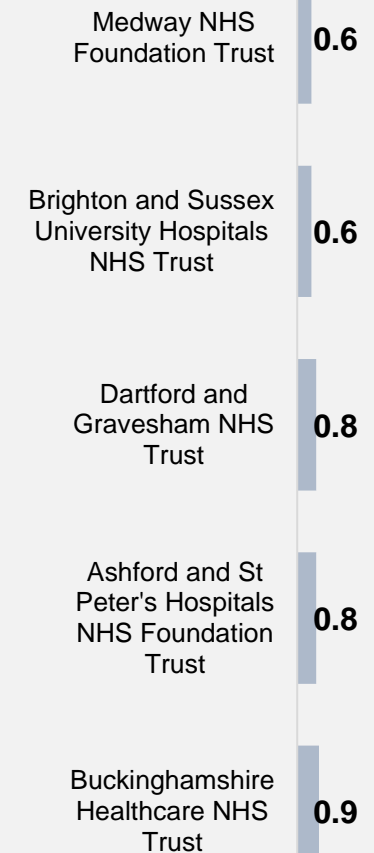 Medway NHS
Foundation Trust
0.6
Brighton and Sussex
University Hospitals
NHS Trust
0.6
Dartford and
Gravesham NHS
Trust
0.8
Ashford and St
Peter's Hospitals
NHS Foundation
Trust
0.8
Buckinghamshire
Healthcare NHS
Trust
0.9